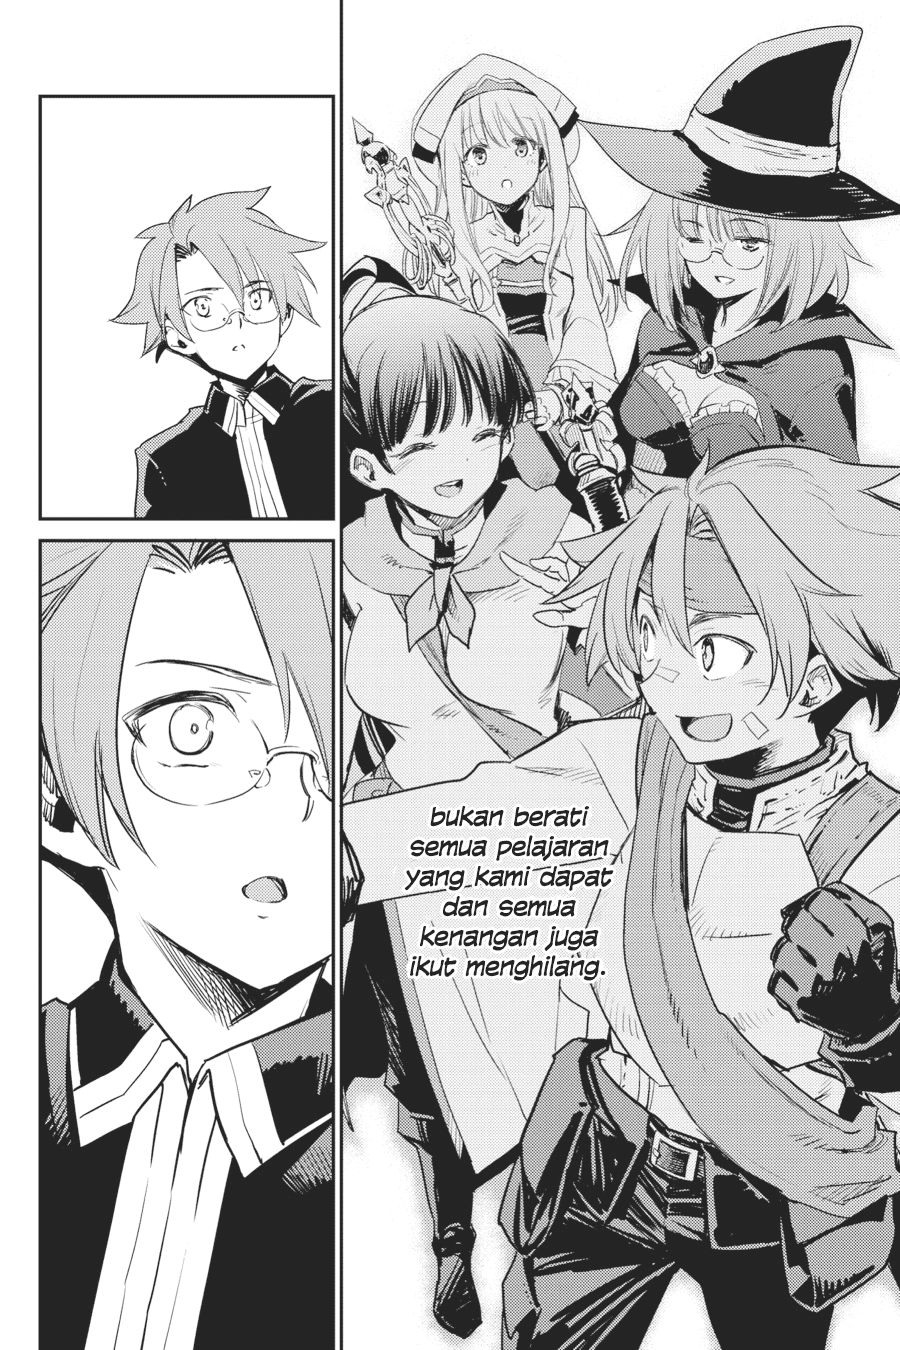 bukan berati
semua pelajaran
yang kami dapat
dan semua
kenangan juga
ikut menghilang.